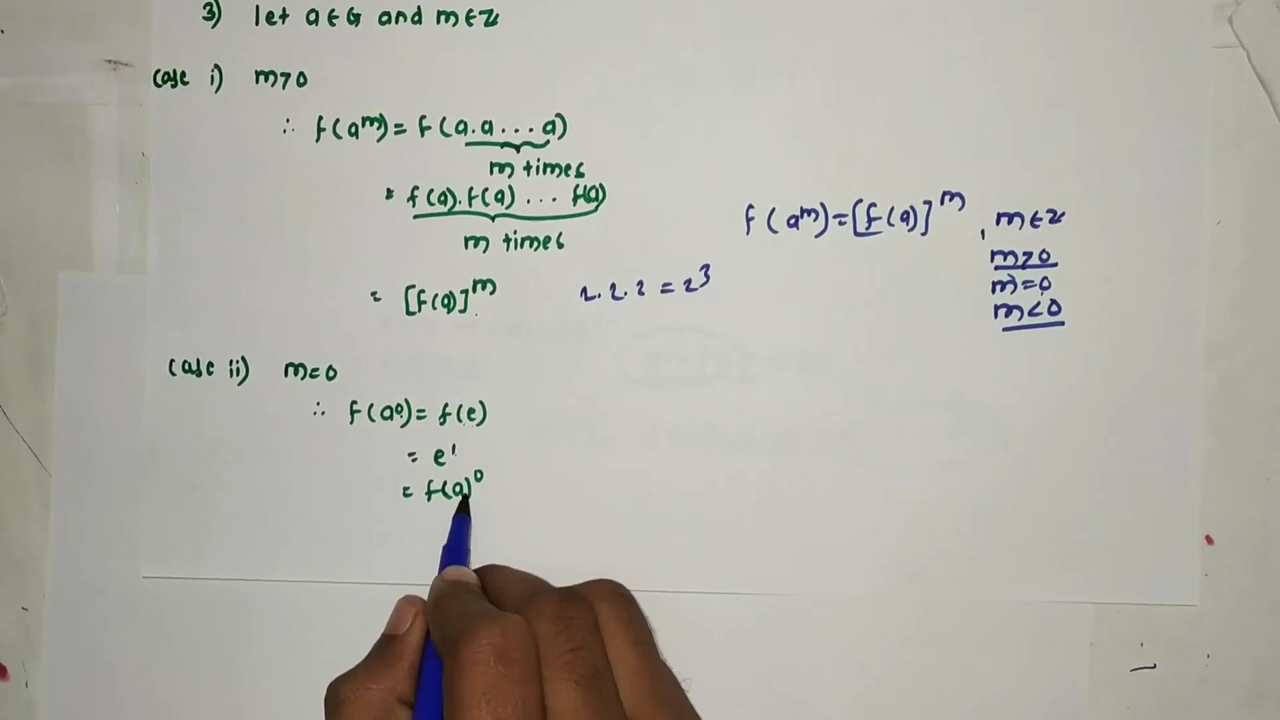 3) let a∈G and m∈Z
Case i) m>0
∴ f(a^m) = f(a.a...a)
m times
= f(a).f(a)...f(a)
m times
= [f(a)]^m.
2.2.2 = 2^3
f(a^m) = [f(a)]^m, m∈Z
m>0
m=0
m<0
Case ii) m=0
∴ f(a^0) = f(e)
= e'
= f(a)^0